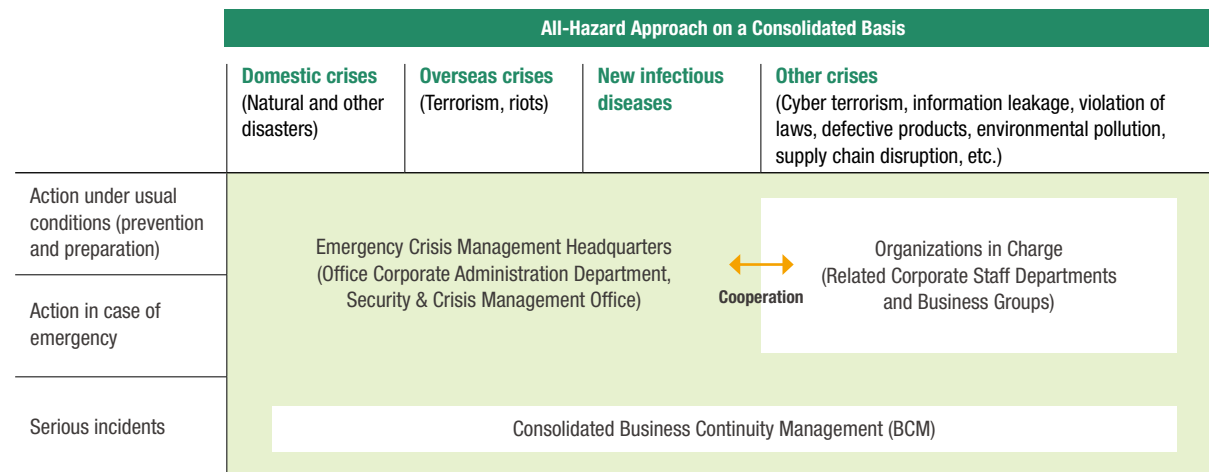 All-Hazard Approach on a Consolidated Basis
Domestic crises
(Natural and other
disasters)
Overseas crises
(Terrorism, riots)
New infectious
diseases
Other crises
(Cyber terrorism, information leakage, violation of
laws, defective products, environmental pollution,
supply chain disruption, etc.)
Action under usual
conditions (prevention
and preparation)
Action in case of
emergency
Emergency Crisis Management Headquarters
(Office Corporate Administration Department,
Security & Crisis Management Office)
Cooperation
Organizations in Charge
(Related Corporate Staff Departments
and Business Groups)
Serious incidents
Consolidated Business Continuity Management (BCM)